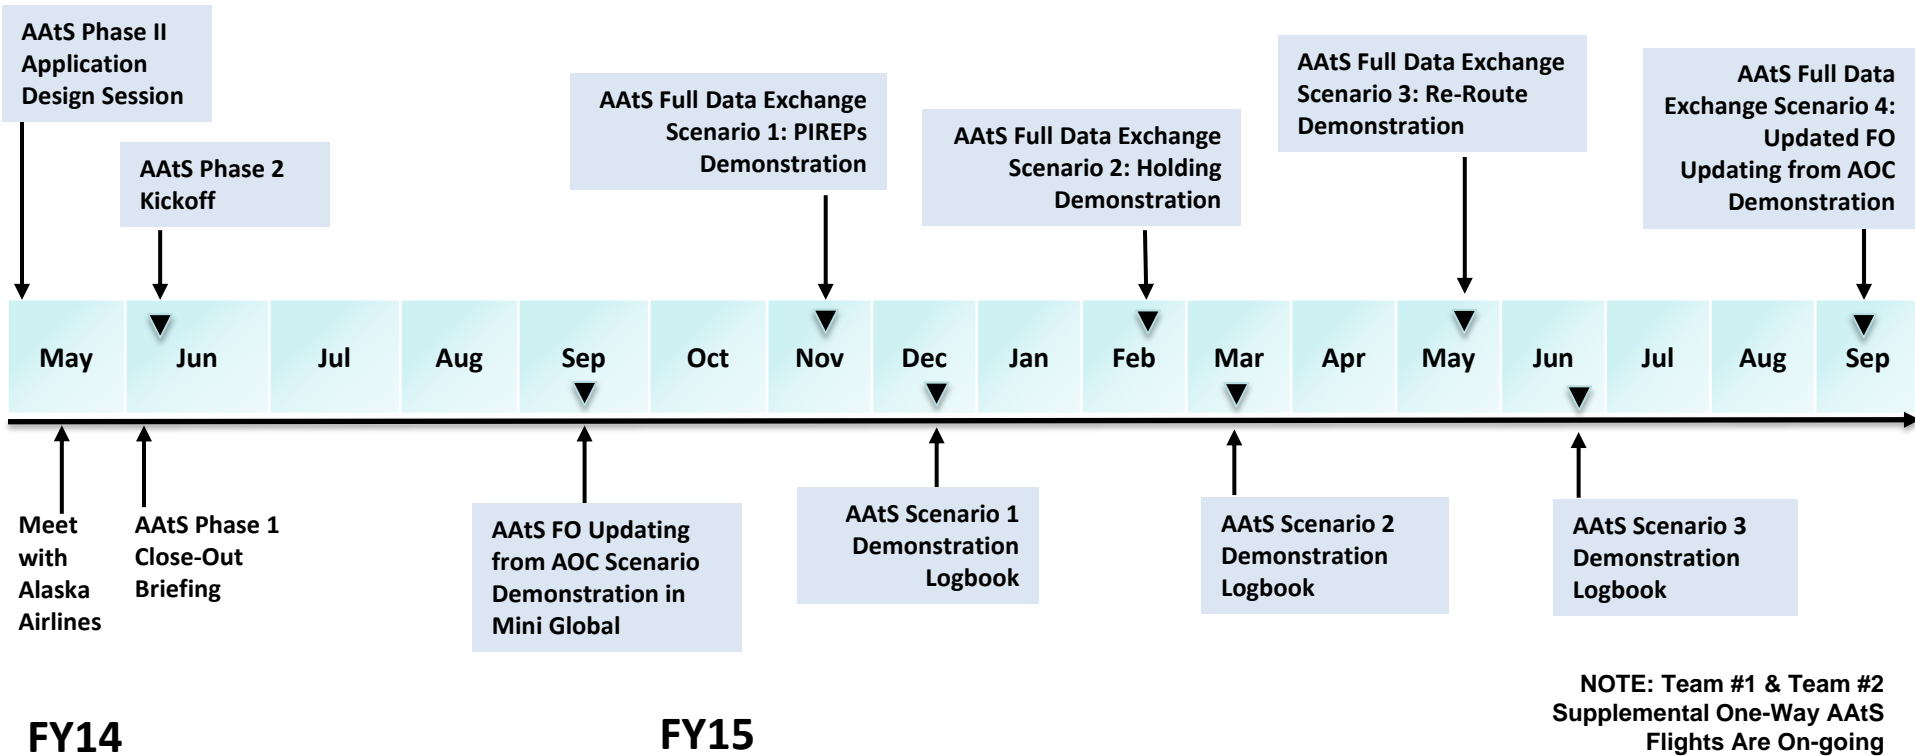 AAtS Phase II
Application
Design Session
AAtS Phase 2
Kickoff
AAtS Full Data Exchange
Scenario 1: PIREPs
Demonstration
AAtS Full Data Exchange
Scenario 2: Holding
Demonstration
AAtS Full Data Exchange
Scenario 3: Re-Route
Demonstration
AAtS Full Data
Exchange Scenario 4:
Updated FO
Updating from AOC
Demonstration
May Jun Jul Aug Sep Oct Nov Dec Jan Feb Mar Apr May Jun Jul Aug Sep
Meet
with
Alaska
Airlines
AAtS Phase 1
Close-Out
Briefing
AAtS FO Updating
from AOC Scenario
Demonstration in
Mini Global
AAtS Scenario 1
Demonstration
Logbook
AAtS Scenario 2
Demonstration
Logbook
AAtS Scenario 3
Demonstration
Logbook
FY14
FY15
NOTE: Team #1 & Team #2
Supplemental One-Way AAtS
Flights Are On-going